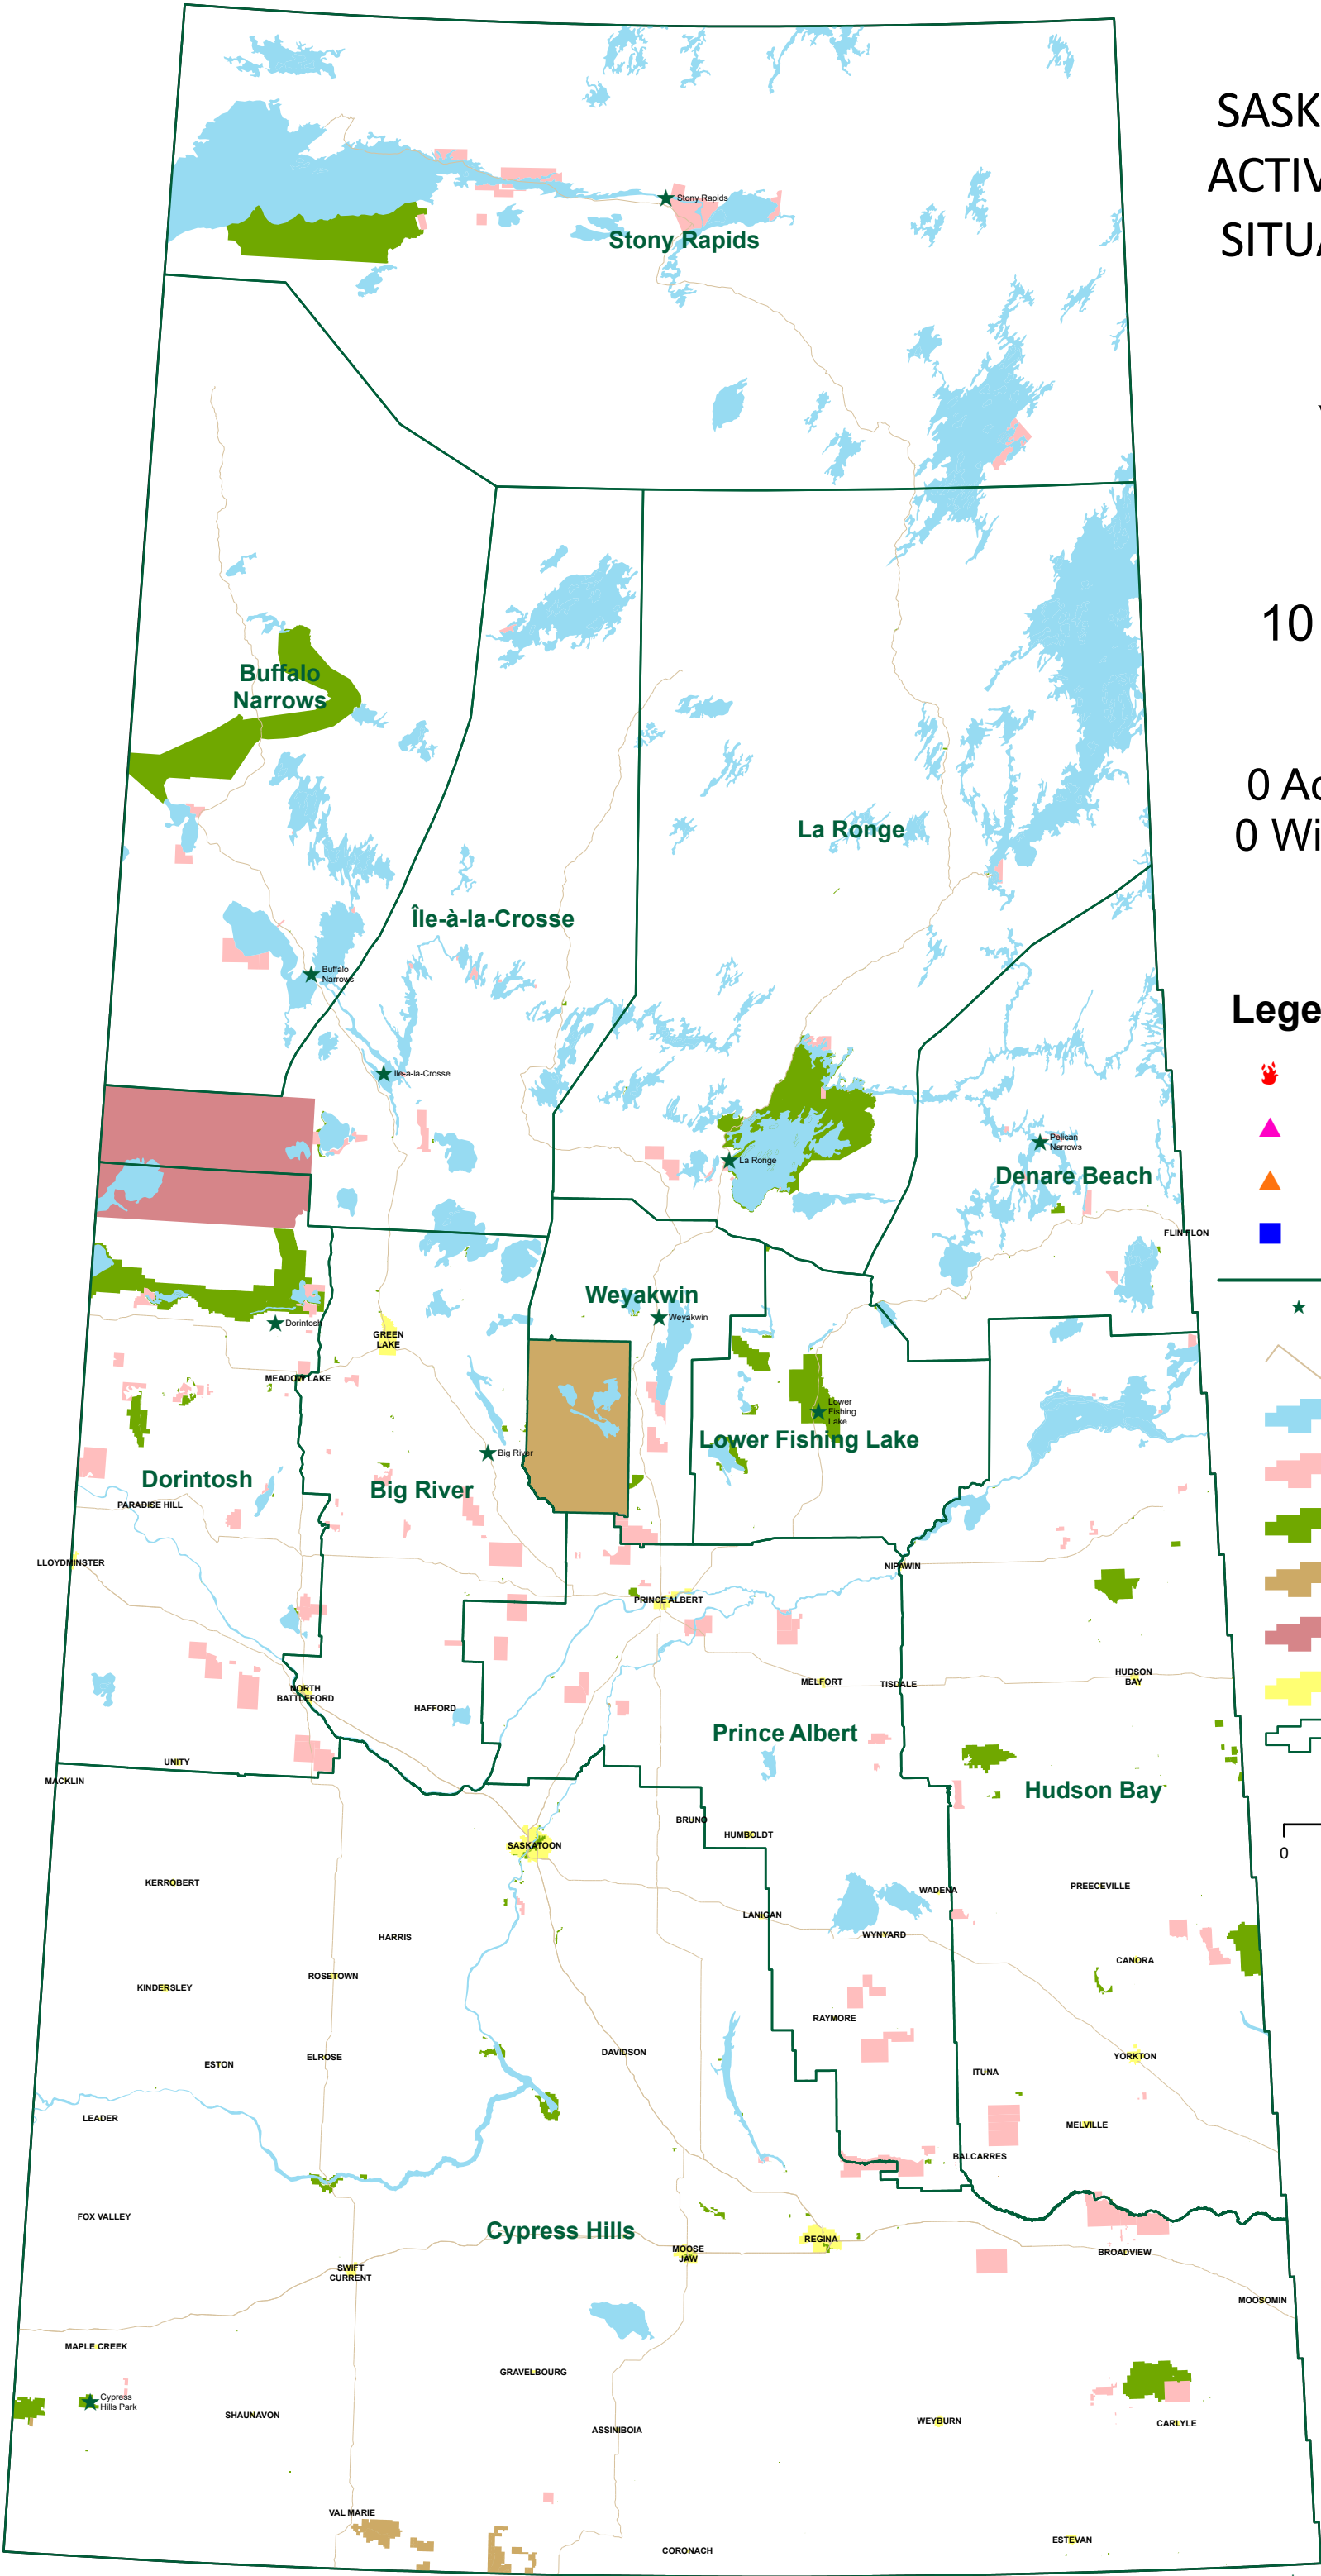 SASK
ACTIV
SITUA
Stony Rapids
Stony Rapids
10
Buffalo
Narrows
0 Ac
0 Wi
La Ronge
Île-à-la-Crosse
Buffalo
Narrows
Lege
Ile-a-la-Crosse
Pelican
Narrows
La Ronge
Denare Beach
FLIN FLON
Weyakwin
Weyakwin
Dorintosh
GREEN
LAKE
MEADOW LAKE
Lower
Fishing
Lake
Lower Fishing Lake
Big River
Dorintosh
Big River
PARADISE HILL
LLOYDMINSTER
NIPAWIN
PRINCE ALBERT
HUDSON
BAY
MELFORT
TISDALE
NORTH
BATTLEFORD
HAFFORD
Prince Albert
UNITY
MACKLIN
Hudson Bay
BRUNO
HUMBOLDT
SASKATOON
0
KERROBERT
PREECEVILLE
WADENA
LANIGAN
WYNYARD
HARRIS
CANORA
ROSETOWN
KINDERSLEY
RAYMORE
DAVIDSON
YORKTON
ELROSE
ESTON
ITUNA
LEADER
MELVILLE
BALCARRES
FOX VALLEY
Cypress Hills
REGINA
MOOSE
JAW
BROADVIEW
SWIFT
CURRENT
MOOSOMIN
MAPLE CREEK
GRAVELBOURG
Cypress
Hills Park
SHAUNAVON
WEYBURN
CARLYLE
ASSINIBOIA
VAL MARIE
ESTEVAN
CORONACH